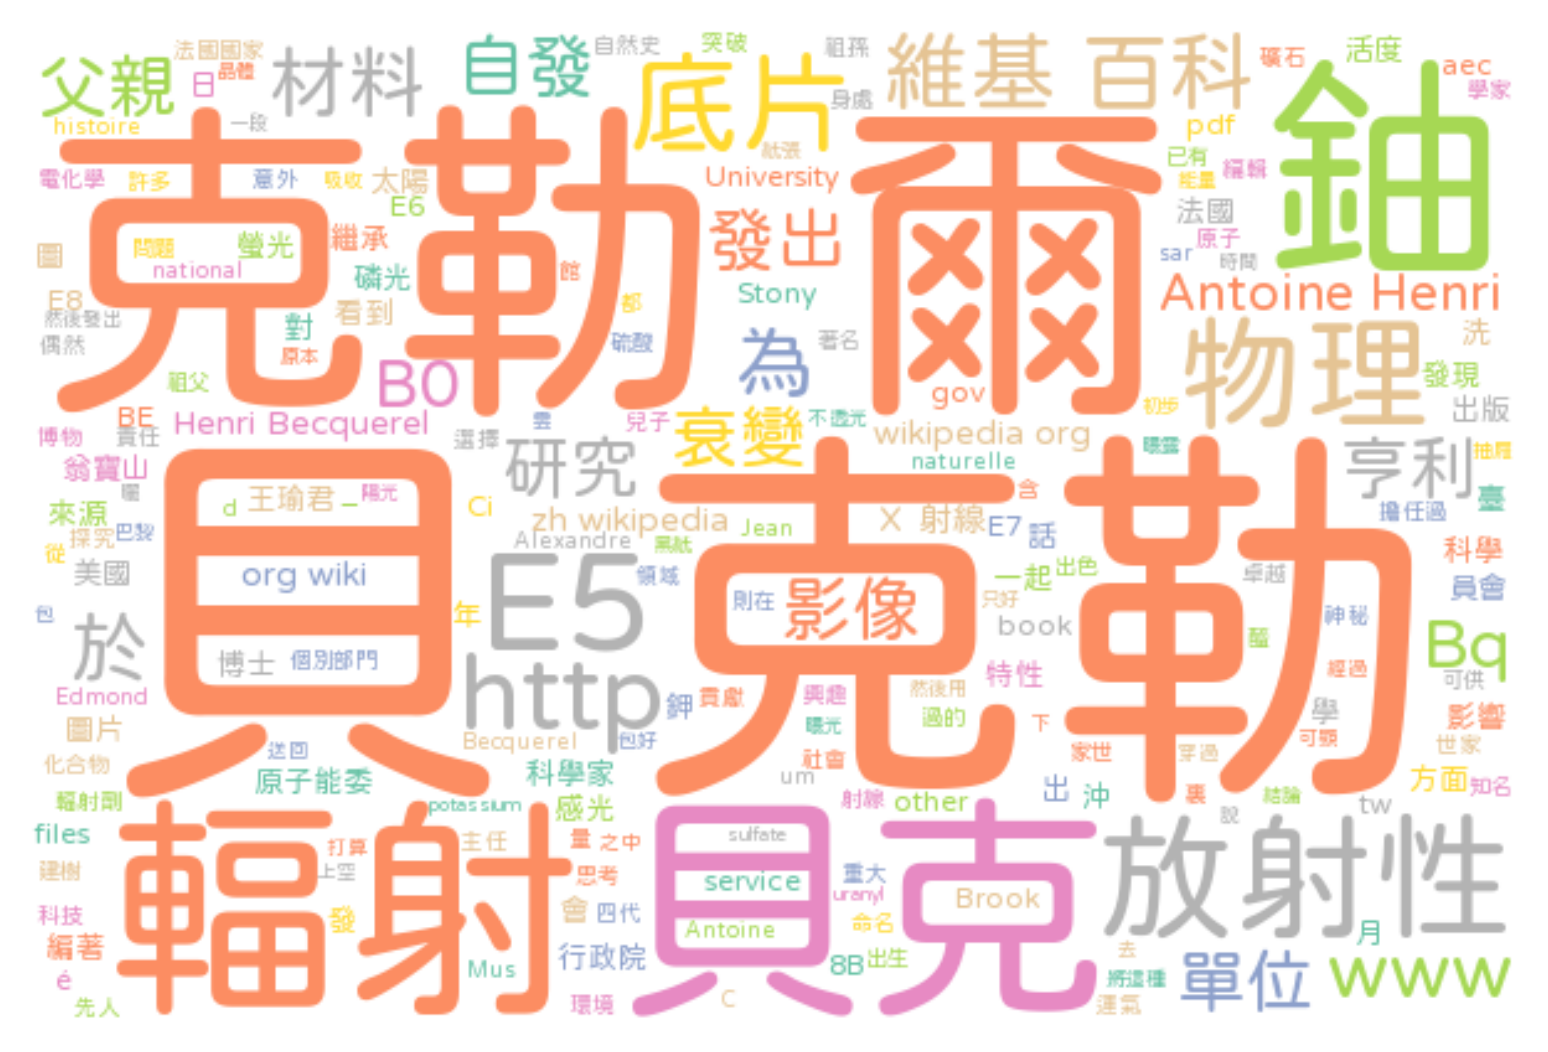 父親
法國國家
日
晶體
材料
自發
自然史
突破
底片
祖孫
身處
維基 百科
礦石
活度
aec
學家
histoire
一段
克勒
爾
鈾
紙張
pdf
已有
能量
編輯
電化學
許多
意外
吸收
太陽
E6
University
發出
法國
原子
sar
時間
圖
問題
螢光
national
繼承
磷光
館
都
Stony
Antoine Henri
E8
然後發出
偶然
對
原本
看到
硫酸
為
著名
物理
洗
發現
出版
祖父
B0
gov
初步
BE
責任
博物
Henri Becquerel
選擇
雲
兒子
衰變
不透光
wikipedia org
naturelle
曝露
亨利
抽屜
翁寶山
研究
貝
克勒
含
d
王瑜君
_
陽光
Ci
zh wikipedia
Jean
X 射線
E7
話
擔任過
臺
來源
巴黎
從
探究
美國
Alexandre
黑紙
org wiki
領域
E5
則在
影像
一起
出色
只好
卓越
科學
員會
包
於
年
book
神秘
Bq
博士
個別部門
http
特性
經過
可供
Edmond
鉀
貢獻
興趣
然後用
過的
曝光
下
學
可顯
影響
世家
圖片
送回
Becquerel
包好
社會
家世
穿過
化合物
原子能委
科學家
um
出
沖
裏
結論
方面
知名
輻射劑
potassium
感光
射線
other
說
tw
files
輻射
打算
上空
主任
量
之中
思考
貝克
sulfate
service
重大
uranyl
Brook
放射性
建樹
科技
發
會
四代
Antoine
命名
月
編著
é
先人
Mus
行政院
環境
C
8B
出生
去
將這種
運氣
單位
www